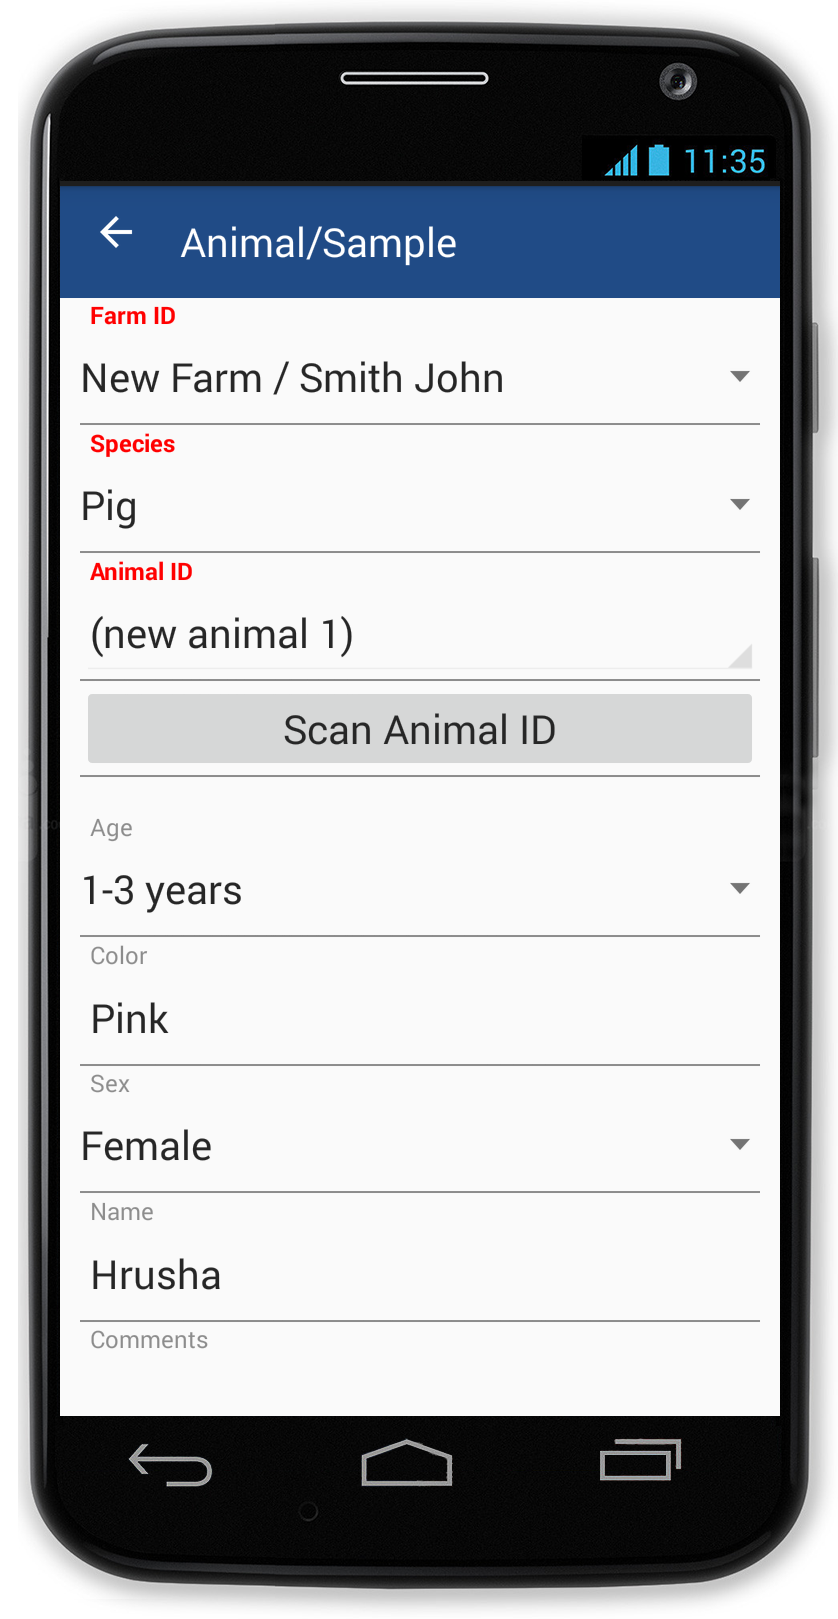 11:35
Animal/Sample
Farm ID
New Farm / Smith John
Species
Pig
Animal ID
(new animal 1)
Scan Animal ID
Age
1-3 years
Color
Pink
Sex
Female
Name
Hrusha
Comments